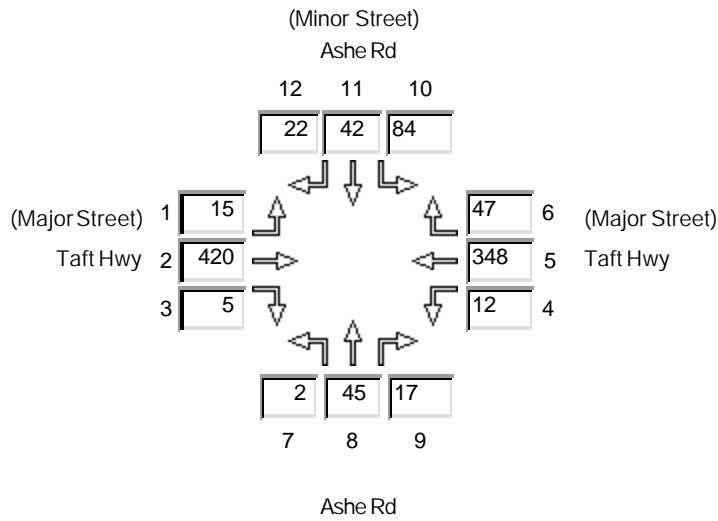 (Minor Street)
Ashe Rd
12 11 10
22 42 84
1 15 47 6
(Major Street) (Major Street)
Taft Hwy 2 420 348 5 Taft Hwy
3 5 12 4
2 45 17
7 8 9
Ashe Rd